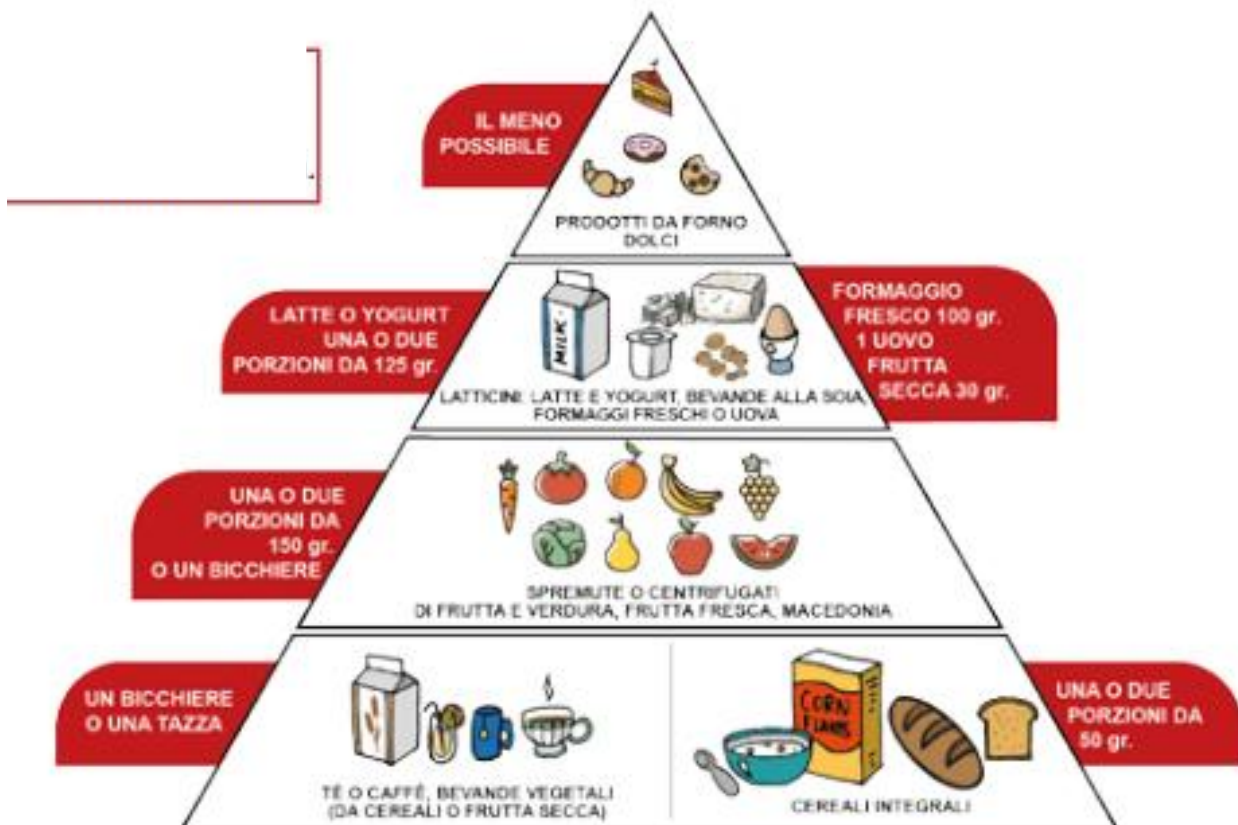 IL MENO
POSSIBILE
PRODOTTI DA FORNO
DOLCI
LATTE O YOGURT
UNA O DUE
PORZIONI DA 125 gr.
MILK
FORMAGGIO
FRESCO 100 gr.
1 UOVO
FRUTTA
SECCA 30 gr.
LATTICINI: LATTE E YOGURT, BEVANDE ALLA SOIA,
FORMAGGI FRESCHI O UOVA
UNA O DUE
PORZIONI DA
150 gr.
O UN BICCHIERE
SPREMUTE O CENTRIFUGATI
DI FRUTTA E VERDURA, FRUTTA FRESCA, MACEDONIA
UN BICCHIERE
O UNA TAZZA
TÉ O CAFFÉ, BEVANDE VEGETALI
(DA CEREALI O FRUTTA SECCA)
CORN
FLAKES
CEREALI INTEGRALI
UNA O DUE
PORZIONI DA
50 gr.